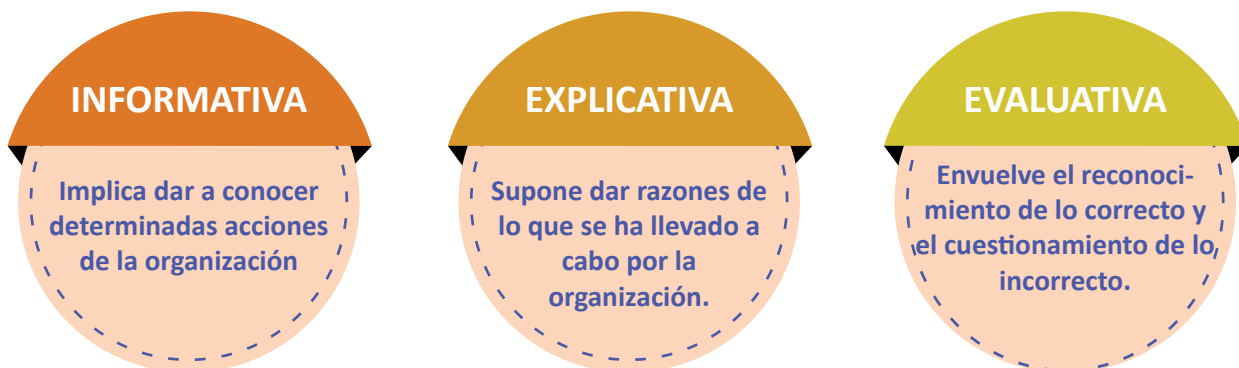 INFORMATIVA
Implica dar a conocer
determinadas acciones
de la organización
EXPLICATIVA
Supone dar razones de
lo que se ha llevado a
cabo por la
organización.
EVALUATIVA
Envuelve el reconoci-
miento de lo correcto y
el cuestionamiento de lo
incorrecto.